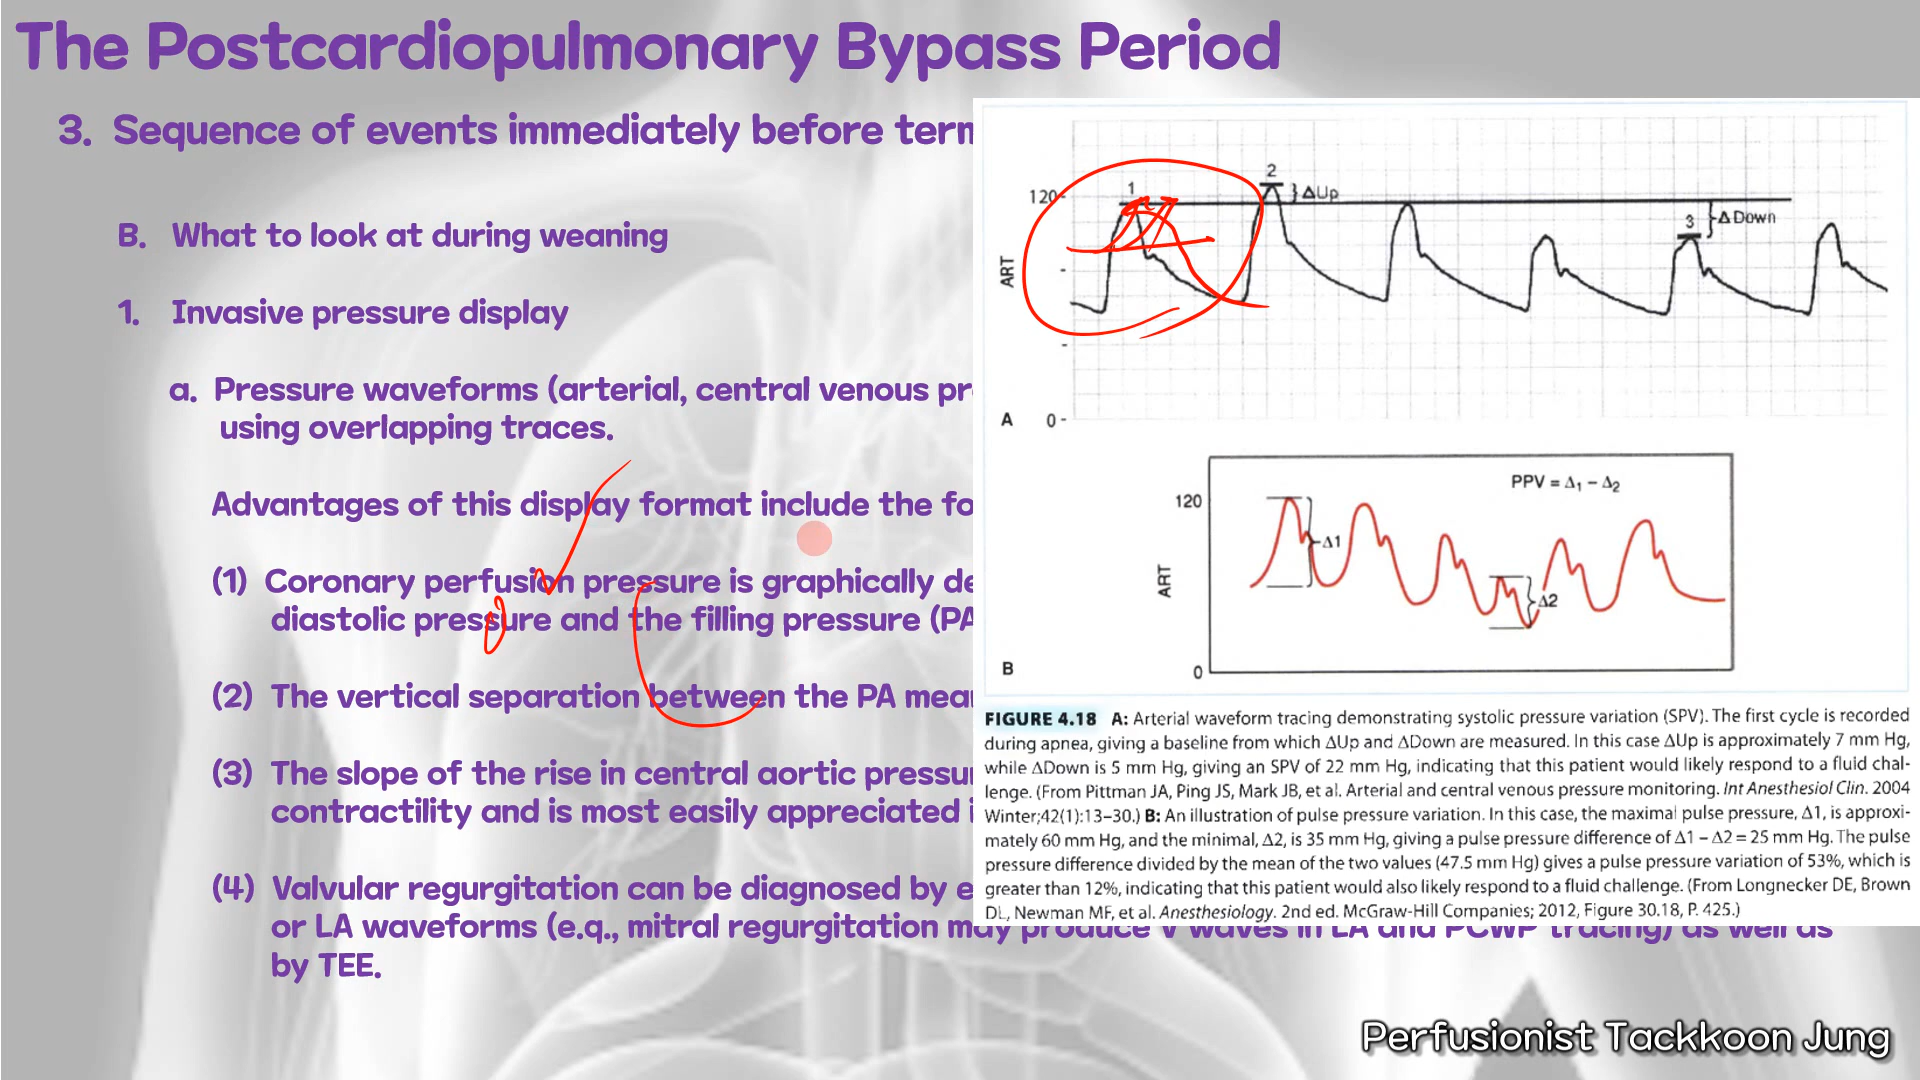 The Postcardiopulmonary Bypass Period
3. Sequence of events immediately before
B. What to look at during weaning
1. Invasive pressure display
a. Pressure waveforms (arterial, central venous
using overlapping traces.
Advantages of this display format include the
(1) Coronary perfusion pressure is graphically
diastolic pressure and the filling pressure (PA
(2) The vertical separation between the PA
(3) The slope of the rise in central aortic
contractility and is most easily appreciated
(4) Valvular regurgitation can be diagnosed by
or LA waveforms (e.q., mitral regurgitation may produce V waves in LA and PCWP tracing) as well as
by TEE.
120
1
2
ΔUp
3
Δ Down
ART
A
0
PPV = Δ1 – Δ2
120
Δ1
ART
Δ2
B
0
FIGURE 4.18 A: Arterial waveform tracing demonstrating systolic pressure variation (SPV). The first cycle is recorded
during apnea, giving a baseline from which ΔUp and ΔDown are measured. In this case ΔUp is approximately 7 mm Hg,
while ΔDown is 5 mm Hg, giving an SPV of 22 mm Hg, indicating that this patient would likely respond to a fluid chal-
lenge. (From Pittman JA, Ping JS, Mark JB, et al. Arterial and central venous pressure monitoring. Int Anesthesiol Clin. 2004
Winter;42(1):13–30.) B: An illustration of pulse pressure variation. In this case, the maximal pulse pressure, Δ1, is approxi-
mately 60 mm Hg, and the minimal, Δ2, is 35 mm Hg, giving a pulse pressure difference of Δ1 – Δ2 = 25 mm Hg. The pulse
pressure difference divided by the mean of the two values (47.5 mm Hg) gives a pulse pressure variation of 53%, which is
greater than 12%, indicating that this patient would also likely respond to a fluid challenge. (From Longnecker DE, Brown
DL, Newman MF, et al. Anesthesiology. 2nd ed. McGraw-Hill Companies; 2012, Figure 30.18, P. 425.)
Perfusionist Tackkoon Jung